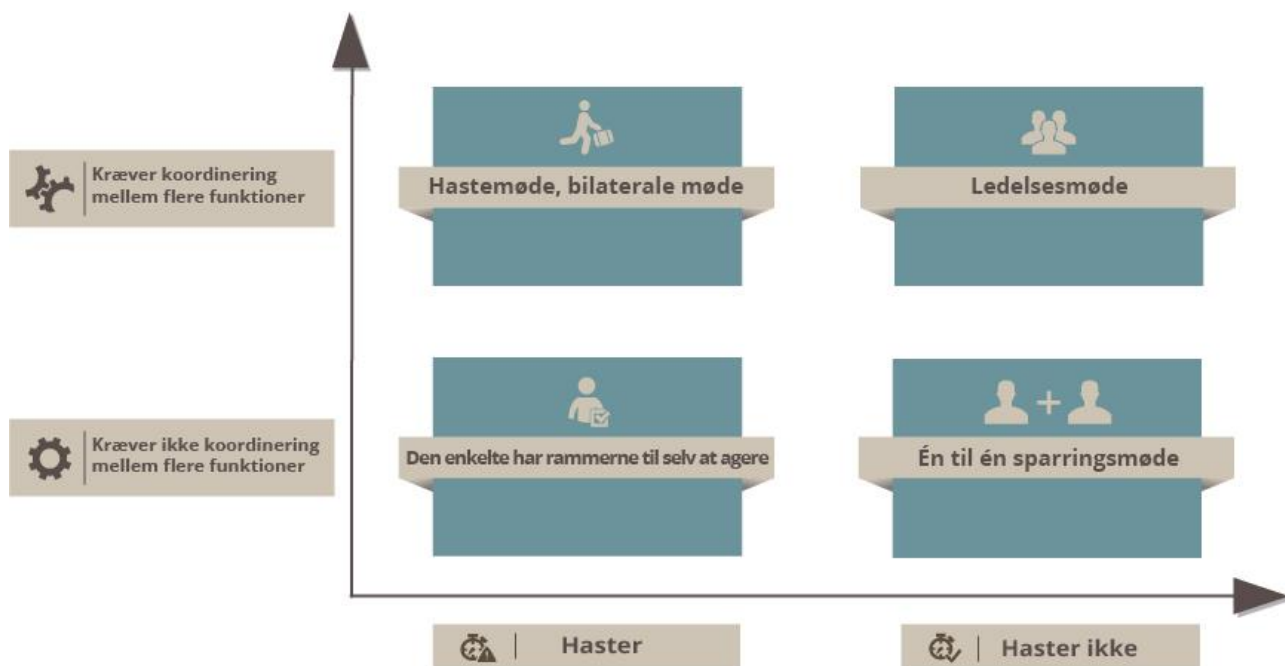 Kræver koordinering
mellem flere funktioner
Hastemøde, bilaterale møde
Ledelsesmøde
Kræver ikke koordinering
mellem flere funktioner
Den enkelte har rammerne til selv at agere
Én til én sparringsmøde
Haster
Haster ikke